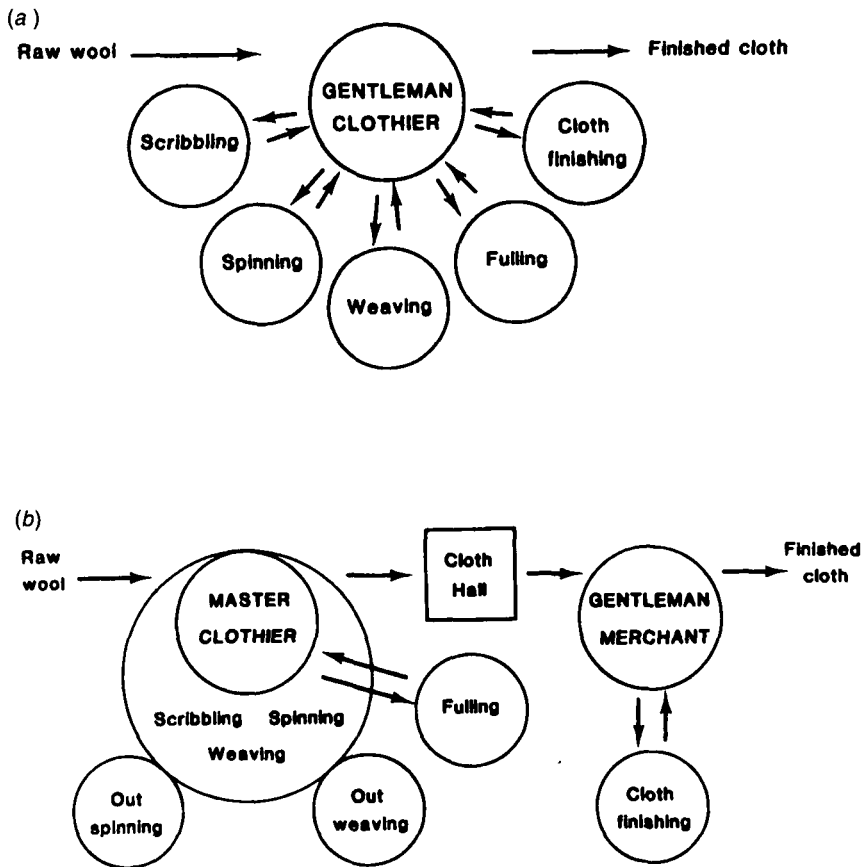 (a)
Raw wool
Finished cloth
GENTLEMAN
CLOTHIER
Scribbling
Cloth
finishing
Spinning
Fulling
Weaving
(b)
Raw
wool
Cloth
Hall
Finished
cloth
MASTER
CLOTHIER
GENTLEMAN
MERCHANT
Scribbling Spinning
Weaving
Fulling
Out
spinning
Out
weaving
Cloth
finishing